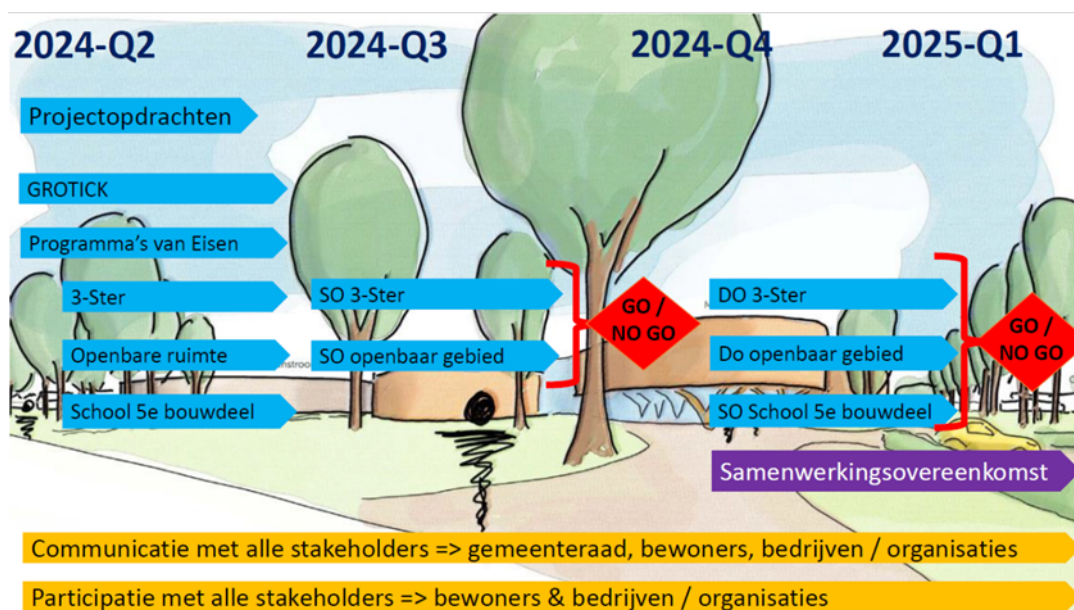 2024-Q2
2024-Q3
2024-Q4
2025-Q1
Projectopdrachten
GROTICK
Programma's van Eisen
3-Ster
SO 3-Ster
GO /
NO GO
DO 3-Ster
GO /
NO GO
Openbare ruimte
SO openbaar gebied
Do openbaar gebied
School 5e bouwdeel
SO School 5e bouwdeel
Samenwerkingsovereenkomst
Communicatie met alle stakeholders => gemeenteraad, bewoners, bedrijven / organisaties
Participatie met alle stakeholders => bewoners & bedrijven / organisaties